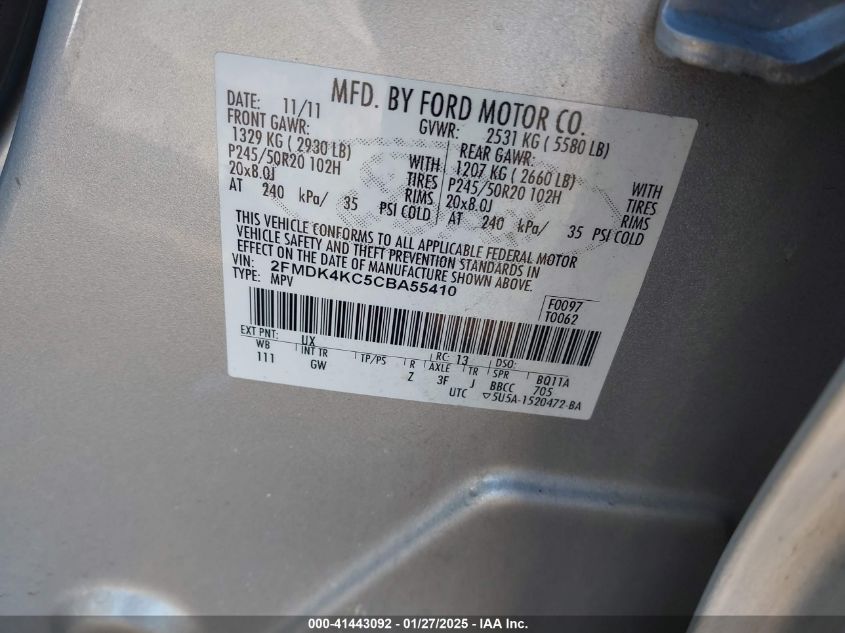 MFD. BY FORD MOTOR CO.
DATE: 11/11 GVWR: 2531 KG ( 5580 LB)
FRONT GAWR: REAR GAWR:
1329 KG ( 2930 LB) WITH 1207 KG ( 2660 LB) WITH
P245/50R20 102H TIRES P245/50R20 102H TIRES
20x8.0J RIMS 20x8.0J RIMS
AT 240 kPa/ 35 PSI COLD AT 240 kPa/ 35 PSI COLD
THIS VEHICLE CONFORMS TO ALL APPLICABLE FEDERAL MOTOR
VEHICLE SAFETY AND THEFT PREVENTION STANDARDS IN
EFFECT ON THE DATE OF MANUFACTURE SHOWN ABOVE.
VIN: 2FMDK4KC5CBA55410
TYPE: MPV
F0097
T0062
EXT PNT: UX RC: 13 DSO:
WB INT TR TP/PS R AXLE TR SPR BQ11A
111 GW Z 3F J BBCC 705
UTC ▽5U5A-1520472-BA
000-41443092 - 01/27/2025 - IAA Inc.